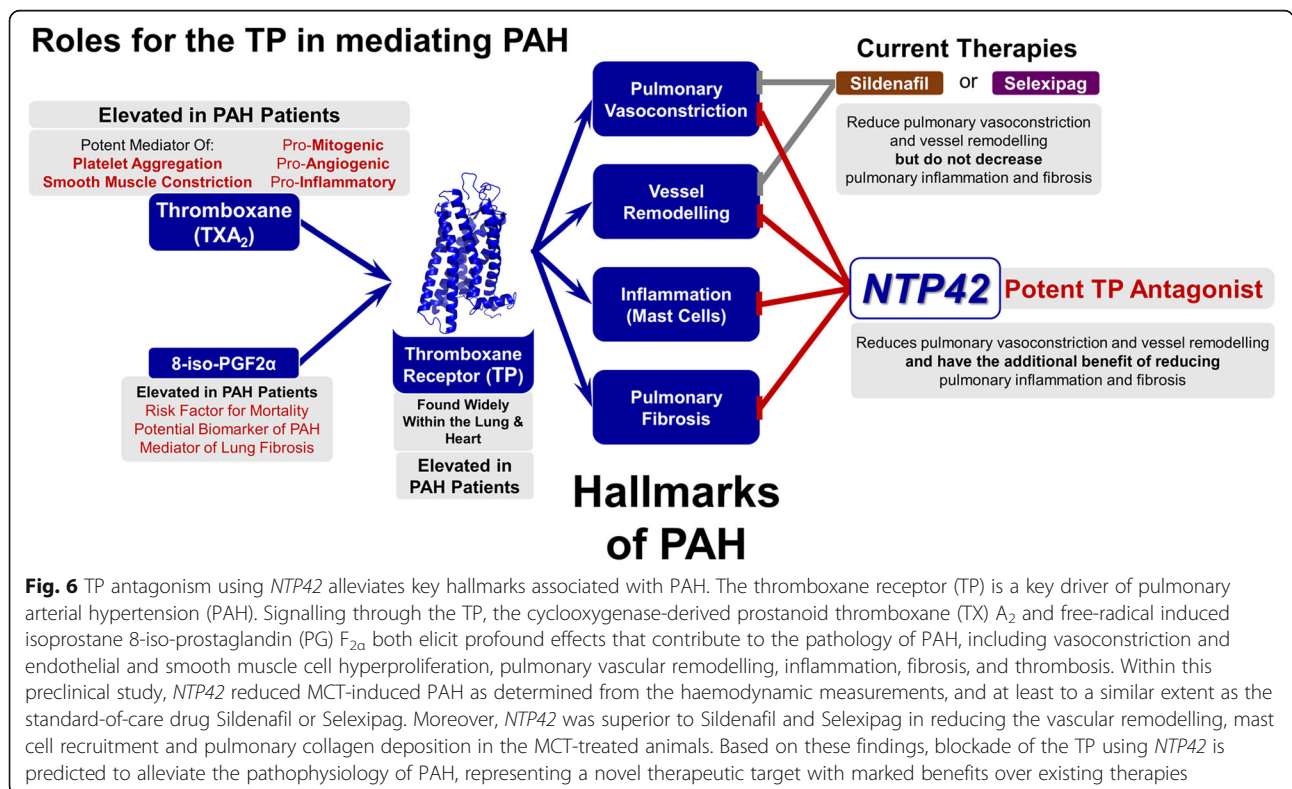 Roles for the TP in mediating PAH
Elevated in PAH Patients
Potent Mediator Of:
Platelet Aggregation
Smooth Muscle Constriction
Pro-Mitogenic
Pro-Angiogenic
Pro-Inflammatory
Thromboxane
(TXA₂)
8-iso-PGF2α
Elevated in PAH Patients
Risk Factor for Mortality
Potential Biomarker of PAH
Mediator of Lung Fibrosis
Thromboxane
Receptor (TP)
Found Widely
Within the Lung &
Heart
Elevated in
PAH Patients
Pulmonary
Vasoconstriction
Vessel
Remodelling
Inflammation
(Mast Cells)
Pulmonary
Fibrosis
Hallmarks
of PAH
Current Therapies
Sildenafil or Selexipag
Reduce pulmonary vasoconstriction
and vessel remodelling
but do not decrease
pulmonary inflammation and fibrosis
NTP42 Potent TP Antagonist
Reduces pulmonary vasoconstriction and vessel remodelling
and have the additional benefit of reducing
pulmonary inflammation and fibrosis
Fig. 6 TP antagonism using NTP42 alleviates key hallmarks associated with PAH. The thromboxane receptor (TP) is a key driver of pulmonary
arterial hypertension (PAH). Signalling through the TP, the cyclooxygenase-derived prostanoid thromboxane (TX) A₂ and free-radical induced
isoprostane 8-iso-prostaglandin (PG) F₂α both elicit profound effects that contribute to the pathology of PAH, including vasoconstriction and
endothelial and smooth muscle cell hyperproliferation, pulmonary vascular remodelling, inflammation, fibrosis, and thrombosis. Within this
preclinical study, NTP42 reduced MCT-induced PAH as determined from the haemodynamic measurements, and at least to a similar extent as the
standard-of-care drug Sildenafil or Selexipag. Moreover, NTP42 was superior to Sildenafil and Selexipag in reducing the vascular remodelling, mast
cell recruitment and pulmonary collagen deposition in the MCT-treated animals. Based on these findings, blockade of the TP using NTP42 is
predicted to alleviate the pathophysiology of PAH, representing a novel therapeutic target with marked benefits over existing therapies